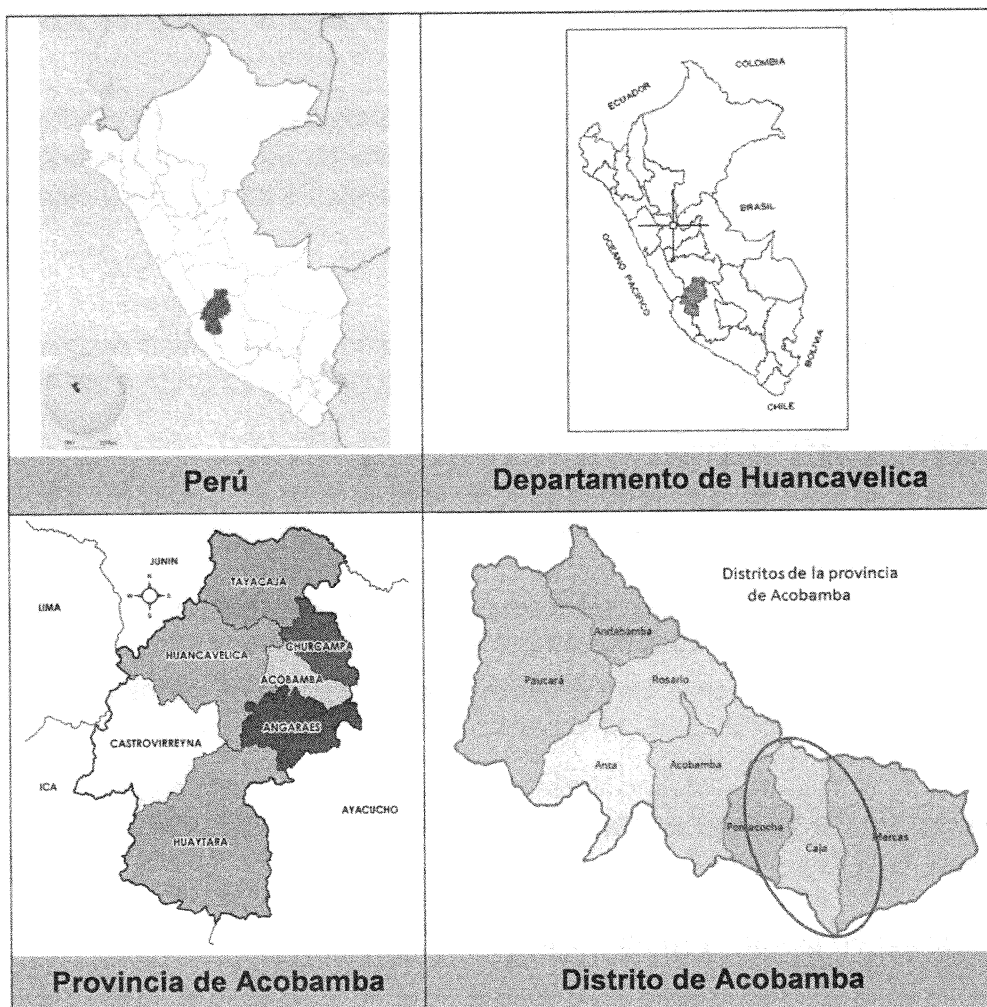 COLOMBIA
ECUADOR
BRASIL
OCEANO PACIFICO
BOLIVIA
CHILE
Perú
Departamento de Huancavelica
JUNIN
N
S
LIMA
TAYACAJA
CHURCAMPA
HUANCAVELICA
ACOBAMBA
ANGARAES
CASTROVIRREYNA
ICA
AYACUCHO
HUAYTARA
Distritos de la provincia
de Acobamba
Andabamba
Paucará
Rosario
Anta
Acobamba
Pomacocha
Caja
Marcas
Provincia de Acobamba
Distrito de Acobamba